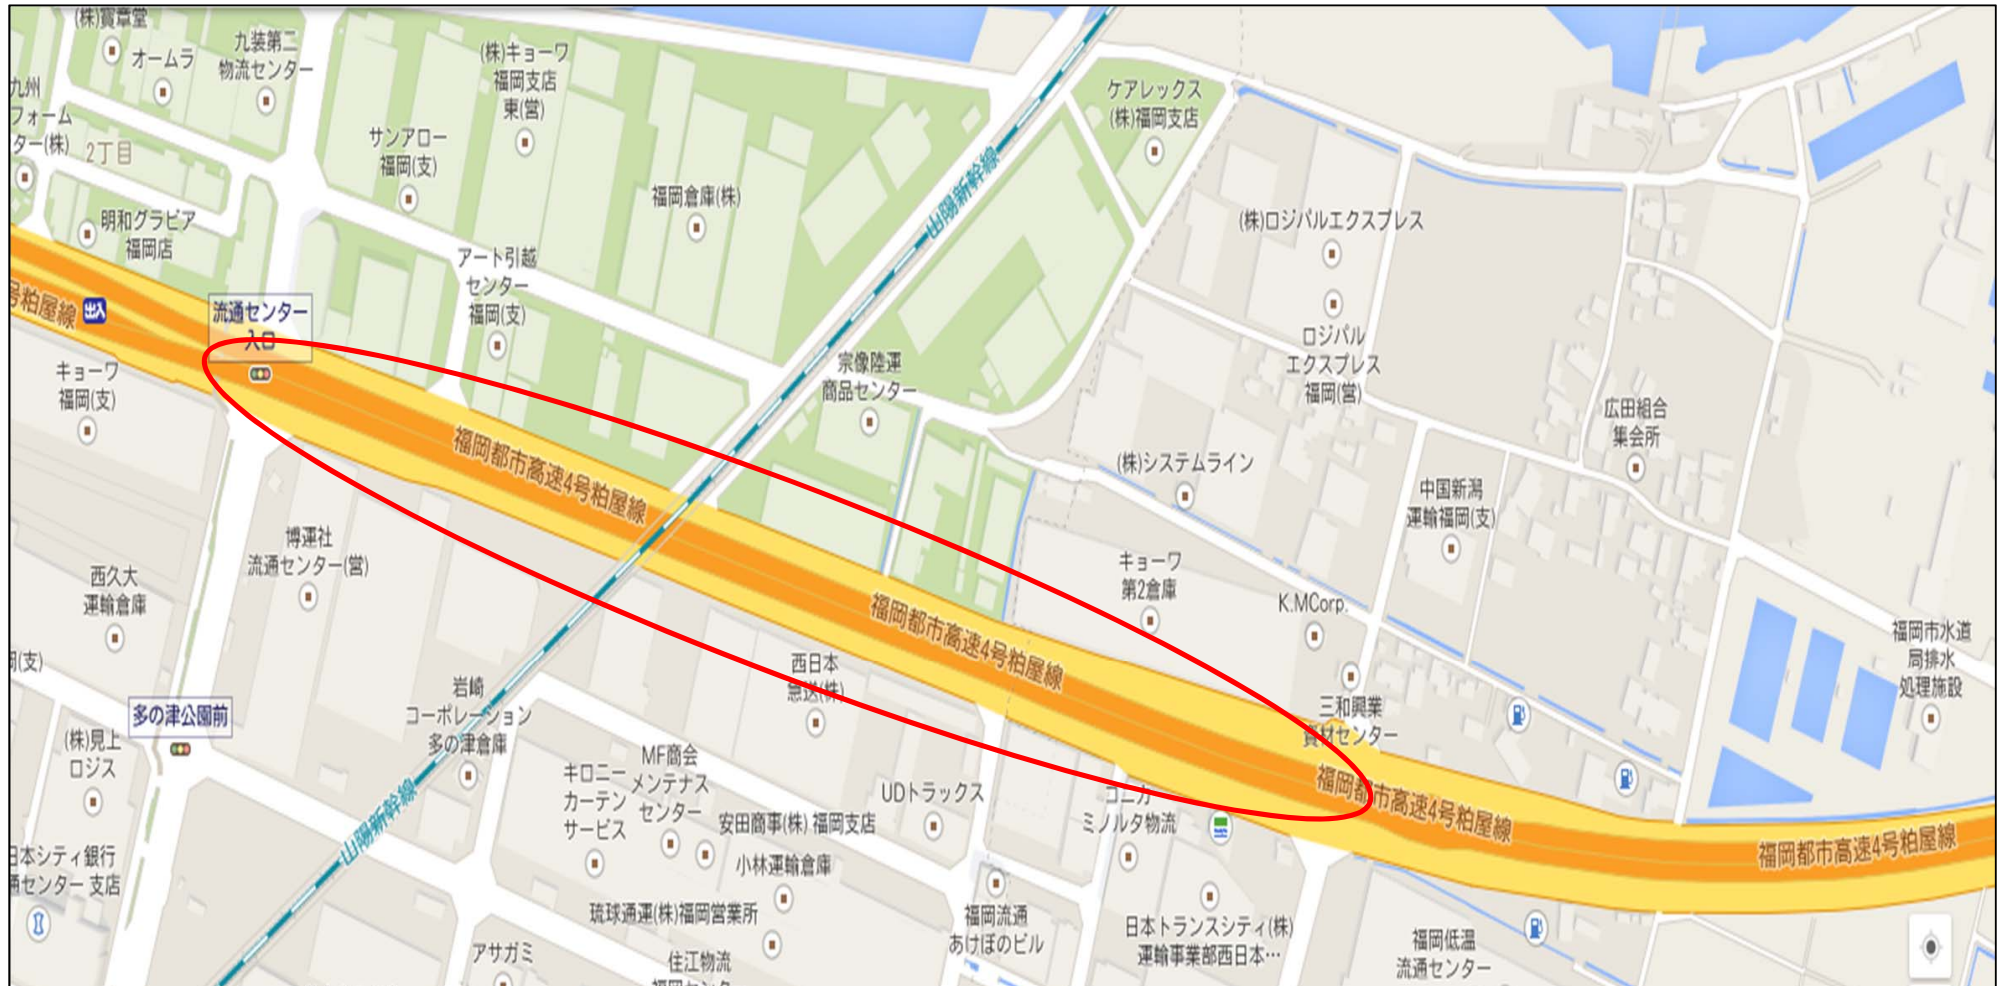 (株)寳章堂
オームラ
九装第二
物流センター
(株)キョーワ
福岡支店
東(営)
九州
フォーム
ター(株)
2丁目
サンアロー
福岡(支)
福岡倉庫(株)
ケアレックス
(株)福岡支店
山陽新幹線
明和グラビア
福岡店
アート引越
センター
福岡(支)
(株)ロジパルエクスプレス
ロジパル
エクスプレス
福岡(営)
号粕屋線
出入
流通センター
入口
キョーワ
福岡(支)
宗像陸運
商品センター
広田組合
集会所
福岡都市高速4号粕屋線
(株)システムライン
中国新潟
運輸福岡(支)
博運社
流通センター(営)
西久大
運輸倉庫
キョーワ
第2倉庫
K.MCorp.
福岡都市高速4号粕屋線
福岡市水道
局排水
処理施設
(支)
西日本
急送(株)
岩崎
コーポレーション
多の津倉庫
三和興業
資材センター
多の津公園前
(株)見上
ロジス
MF商会
メンテナス
センター
キロニー
カーテン
サービス
UDトラックス
コニカ
ミノルタ物流
福岡都市高速4号粕屋線
福岡都市高速4号粕屋線
山陽新幹線
安田商事(株) 福岡支店
小林運輸倉庫
日本シティ銀行
通センター 支店
琉球通運(株)福岡営業所
福岡流通
あけぼのビル
日本トランスシティ(株)
運輸事業部西日本…
福岡低温
流通センター
アサガミ
住江物流